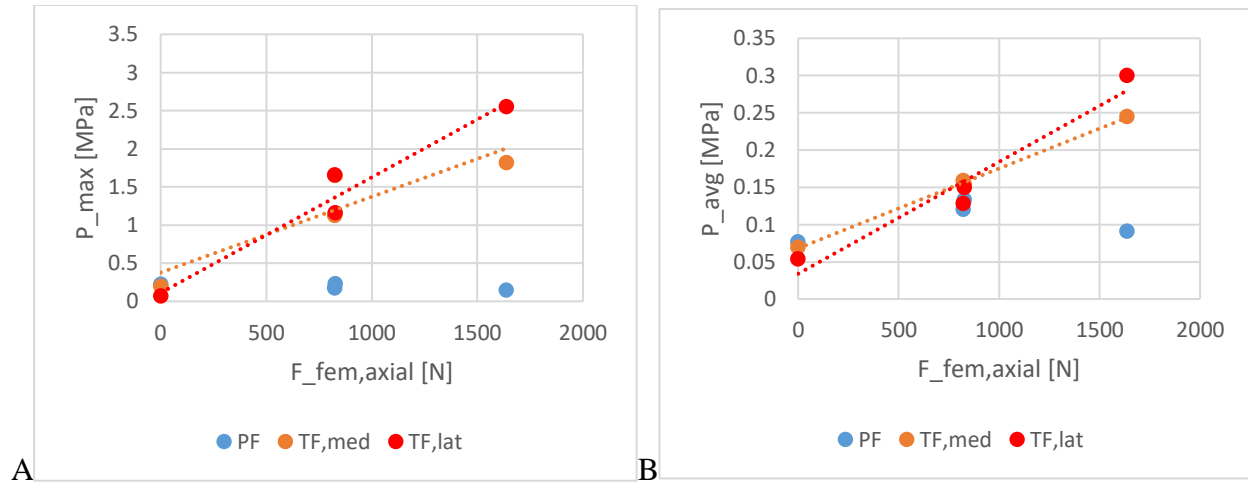 3.5
3
2.5
2
1.5
1
0.5
0
P_max [MPa]
0 500 1000 1500 2000
F_fem,axial [N]
PF TF,med TF,lat
A
0.35
0.3
0.25
0.2
0.15
0.1
0.05
0
P_avg [MPa]
0 500 1000 1500 2000
F_fem,axial [N]
PF TF,med TF,lat
B